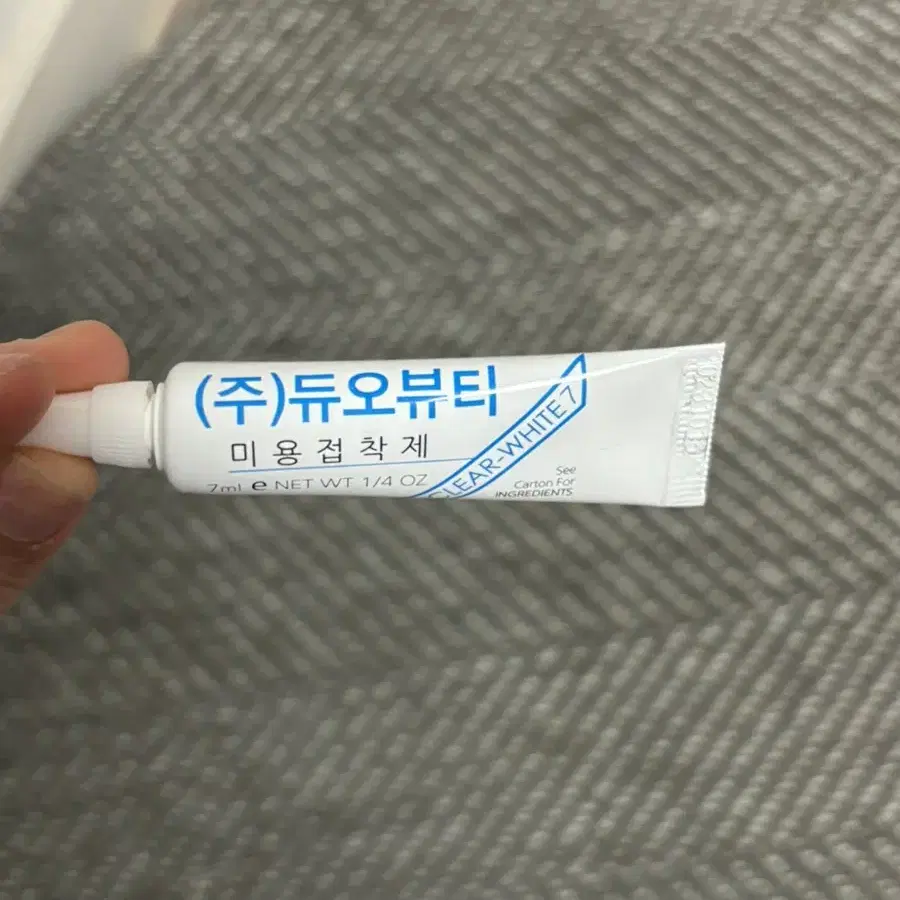 (주)듀오뷰티
미용접착제
7ml e NET WT 1/4 OZ
CLEAR-WHITE 7
See
Carton For
INGREDIENTS